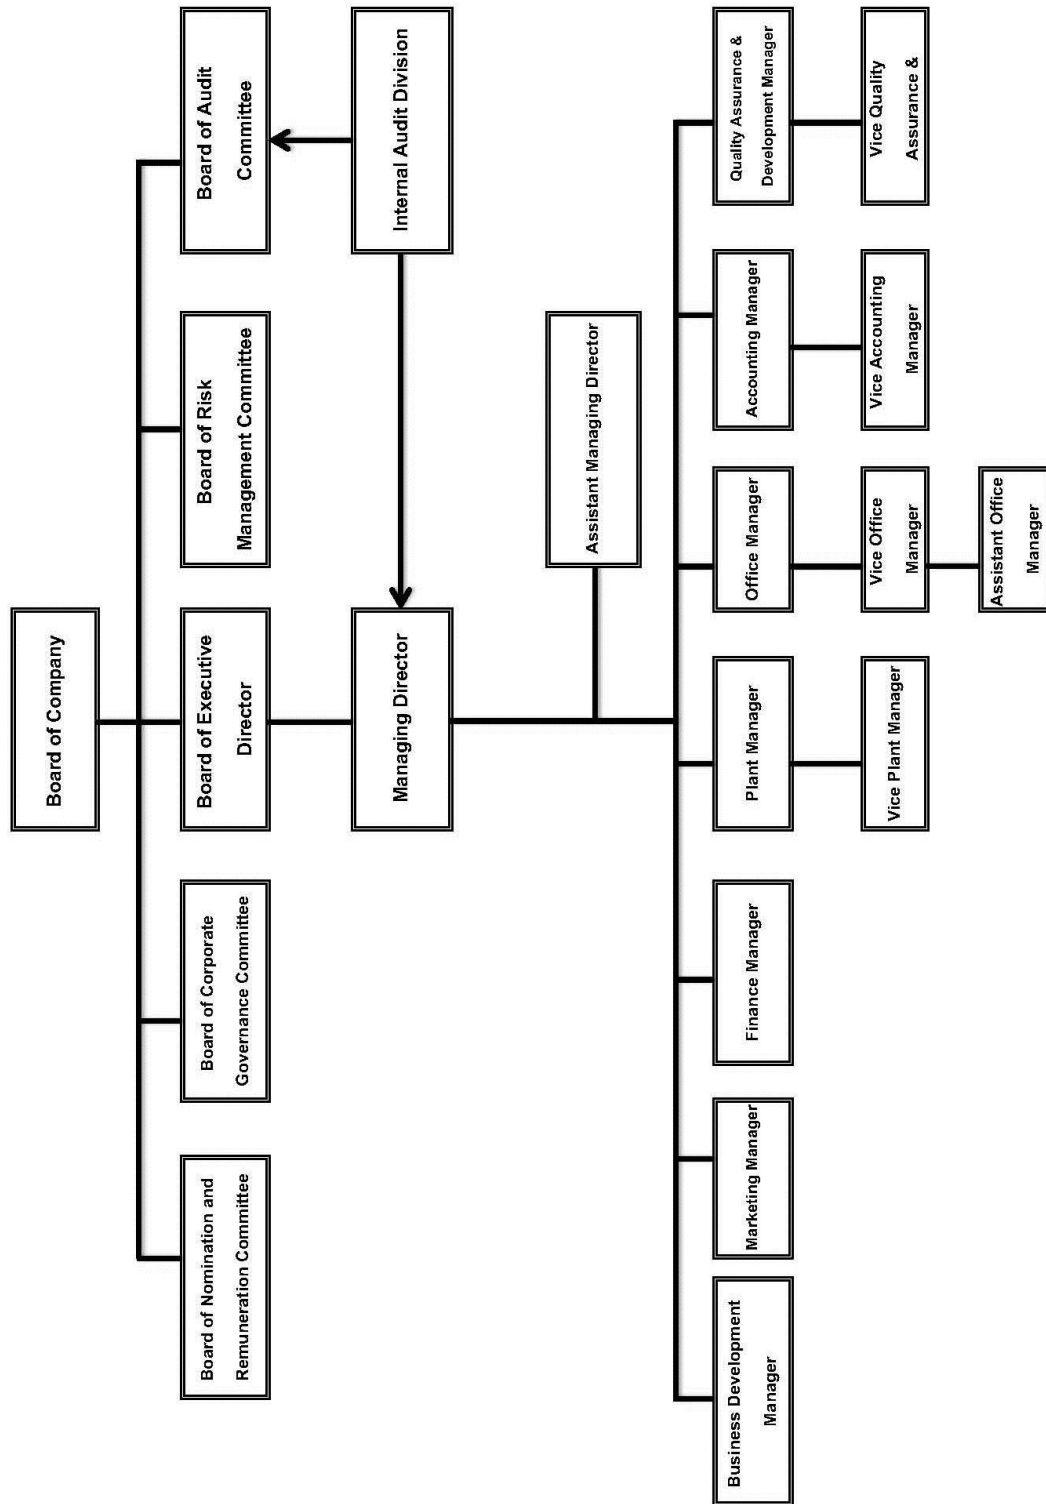 Board of Company
Board of Nomination and
Remuneration Committee
Board of Corporate
Governance Committee
Board of Executive
Director
Board of Risk
Management Committee
Board of Audit
Committee
Managing Director
Internal Audit Division
Assistant Managing Director
Business Development
Manager
Marketing Manager
Finance Manager
Plant Manager
Office Manager
Accounting Manager
Quality Assurance &
Development Manager
Vice Plant Manager
Vice Office
Manager
Vice Accounting
Manager
Vice Quality
Assurance &
Assistant Office
Manager